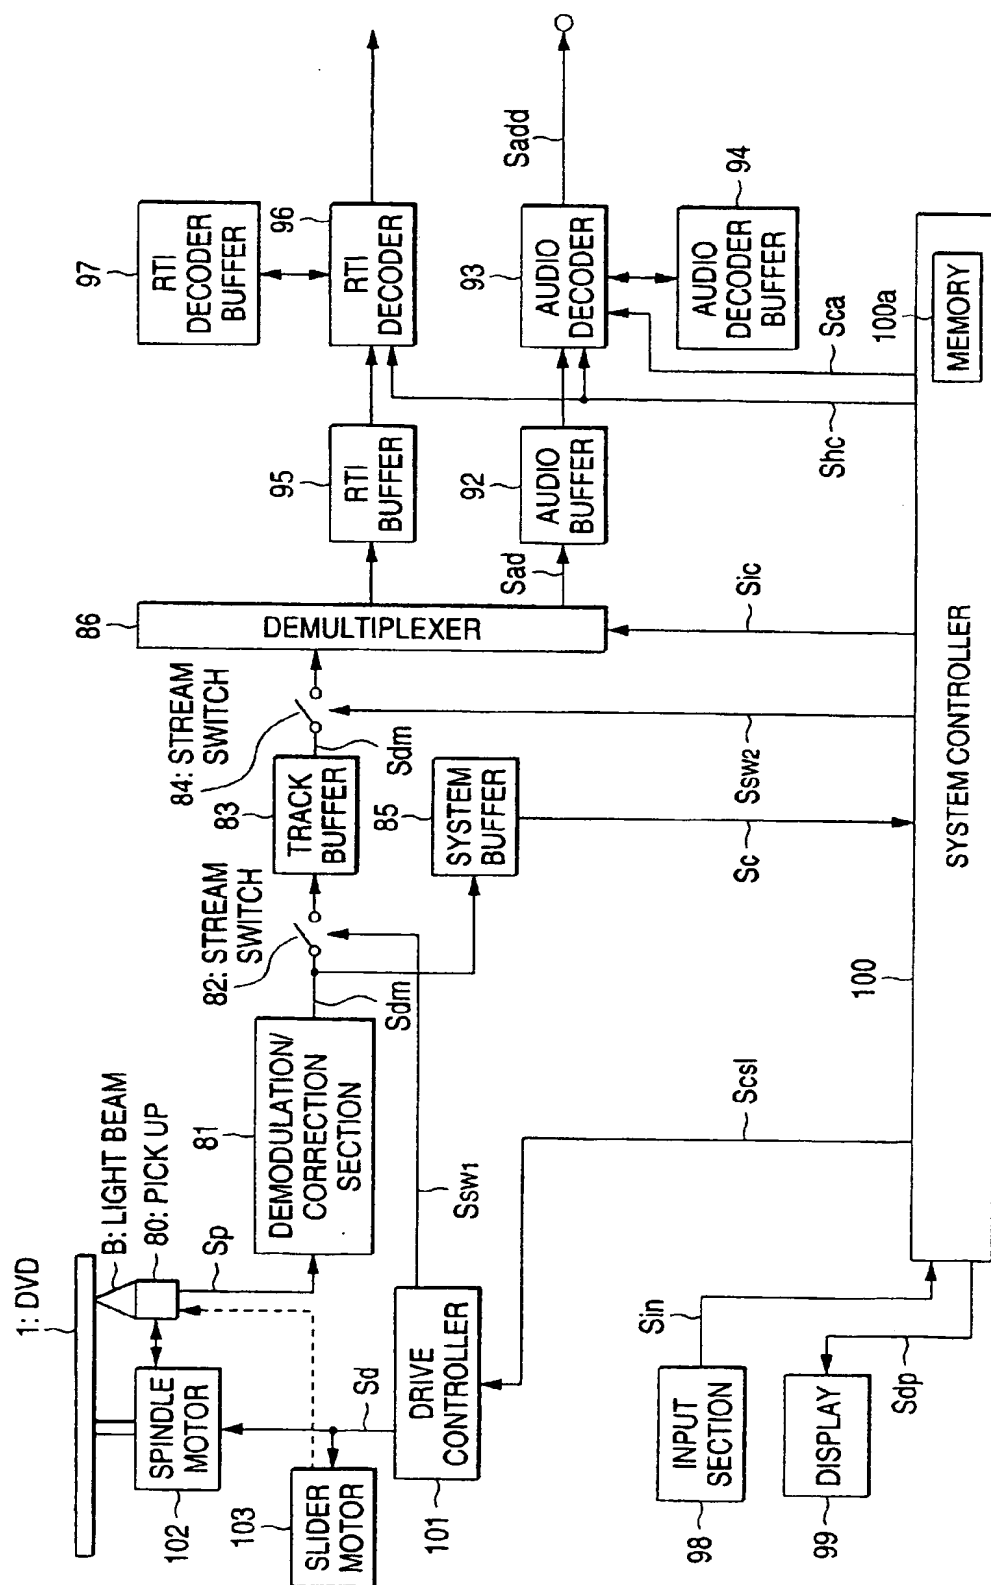 1: DVD
B: LIGHT BEAM
80: PICK UP
Sp
SPINDLE
MOTOR
102
SLIDER
MOTOR
103
Sd
DRIVE
CONTROLLER
101
Ssw1
81
DEMODULATION/
CORRECTION
SECTION
Sdm
82: STREAM
SWITCH
83
TRACK
BUFFER
84: STREAM
SWITCH
Sdm
85
SYSTEM
BUFFER
86
DEMULTIPLEXER
Sad
95
RTI
BUFFER
92
AUDIO
BUFFER
97
RTI
DECODER
BUFFER
96
RTI
DECODER
93
AUDIO
DECODER
Sadd
94
AUDIO
DECODER
BUFFER
INPUT
SECTION
98
Sin
DISPLAY
99
Sdp
Scsl
100
Sc
Ssw2
Sic
Shc
Sca
100a
MEMORY
SYSTEM CONTROLLER